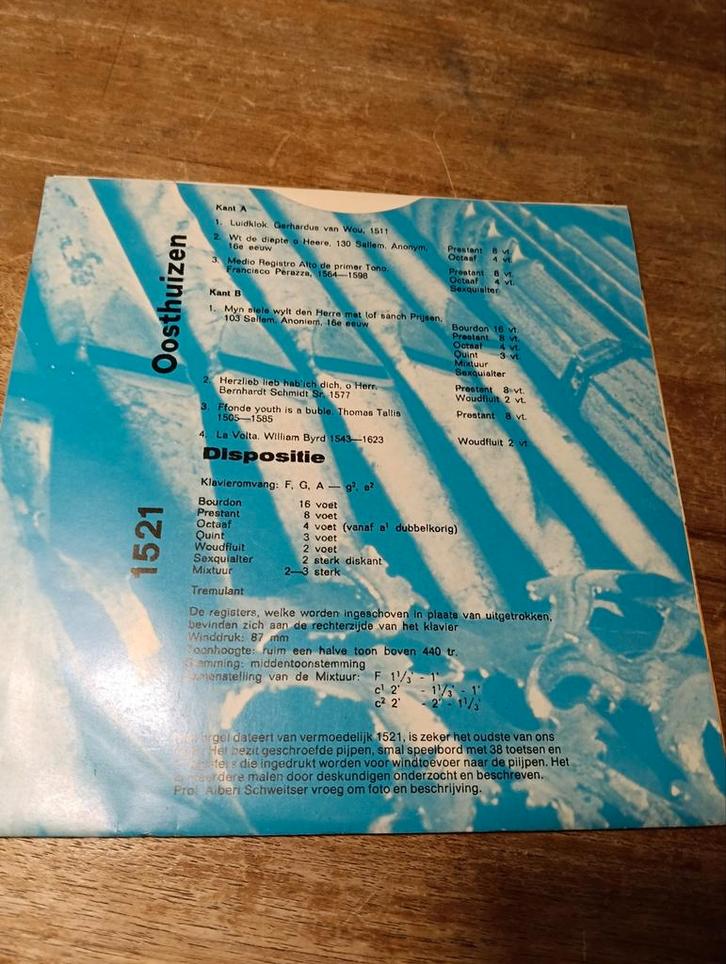 Oosthuizen
1521
Kant A
1. Luidklok. Gerhardus van Wou, 1511
2. Wt de diepte o Heere, 130 Sallem, Anonym,
16e eeuw
Prestant 8 vt.
Octaaf 4 vt.
3. Medio Registro Alto de primer Tono.
Francisco Perazza, 1564—1598
Prestant 8 vt.
Octaaf 4 vt.
Sexquialter
Kant B
1. Myn siele wylt den Herre met lof sanch Prijsen,
103 Sallem, Anoniem, 16e eeuw
Bourdon 16 vt.
Prestant 8 vt.
Octaaf 4 vt.
Quint 3 vt.
Mixtuur
Sexquialter
2. Herzlieb lieb hab'ich dich, o Herr.
Bernhardt Schmidt Sr. 1577
Prestant 8 vt.
Woudfluit 2 vt.
3. Ffonde youth is a buble. Thomas Tallis
1505—1585
Prestant 8 vt.
4. La Volta. William Byrd 1543—1623
Woudfluit 2 vt
Dispositie
Klavieromvang: F, G, A — g², a²
Bourdon 16 voet
Prestant 8 voet
Octaaf 4 voet (vanaf a¹ dubbelkorig)
Quint 3 voet
Woudfluit 2 voet
Sexquialter 2 sterk diskant
Mixtuur 2—3 sterk
Tremulant
De registers, welke worden ingeschoven in plaats van uitgetrokken,
bevinden zich aan de rechterzijde van het klavier
Winddruk: 87 mm
Toonhoogte: ruim een halve toon boven 440 tr.
Stemming: middentoonstemming
Samenstelling van de Mixtuur: F 1¹/₃' - 1'
c¹ 2' - 1¹/₃' - 1'
c² 2' - 2' - 1¹/₃'
orgel dateert van vermoedelijk 1521, is zeker het oudste van ons
Het bezit geschroefde pijpen, smal speelbord met 38 toetsen en
die ingedrukt worden voor windtoevoer naar de piijpen. Het
meerdere malen door deskundigen onderzocht en beschreven.
Prof. Albert Schweitser vroeg om foto en beschrijving.